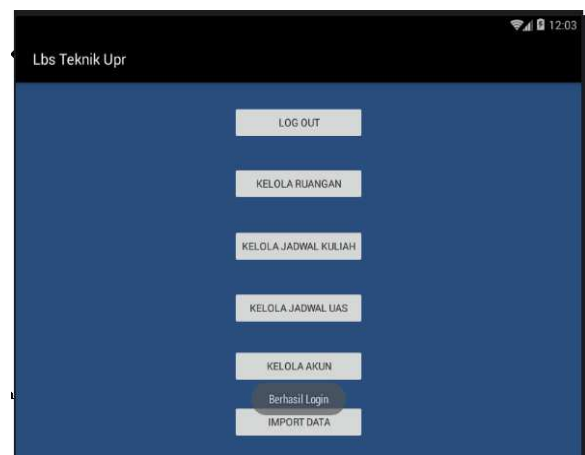 12:03
Lbs Teknik Upr
LOG OUT
KELOLA RUANGAN
KELOLA JADWAL KULIAH
KELOLA JADWAL UAS
KELOLA AKUN
Berhasil Login
IMPORT DATA